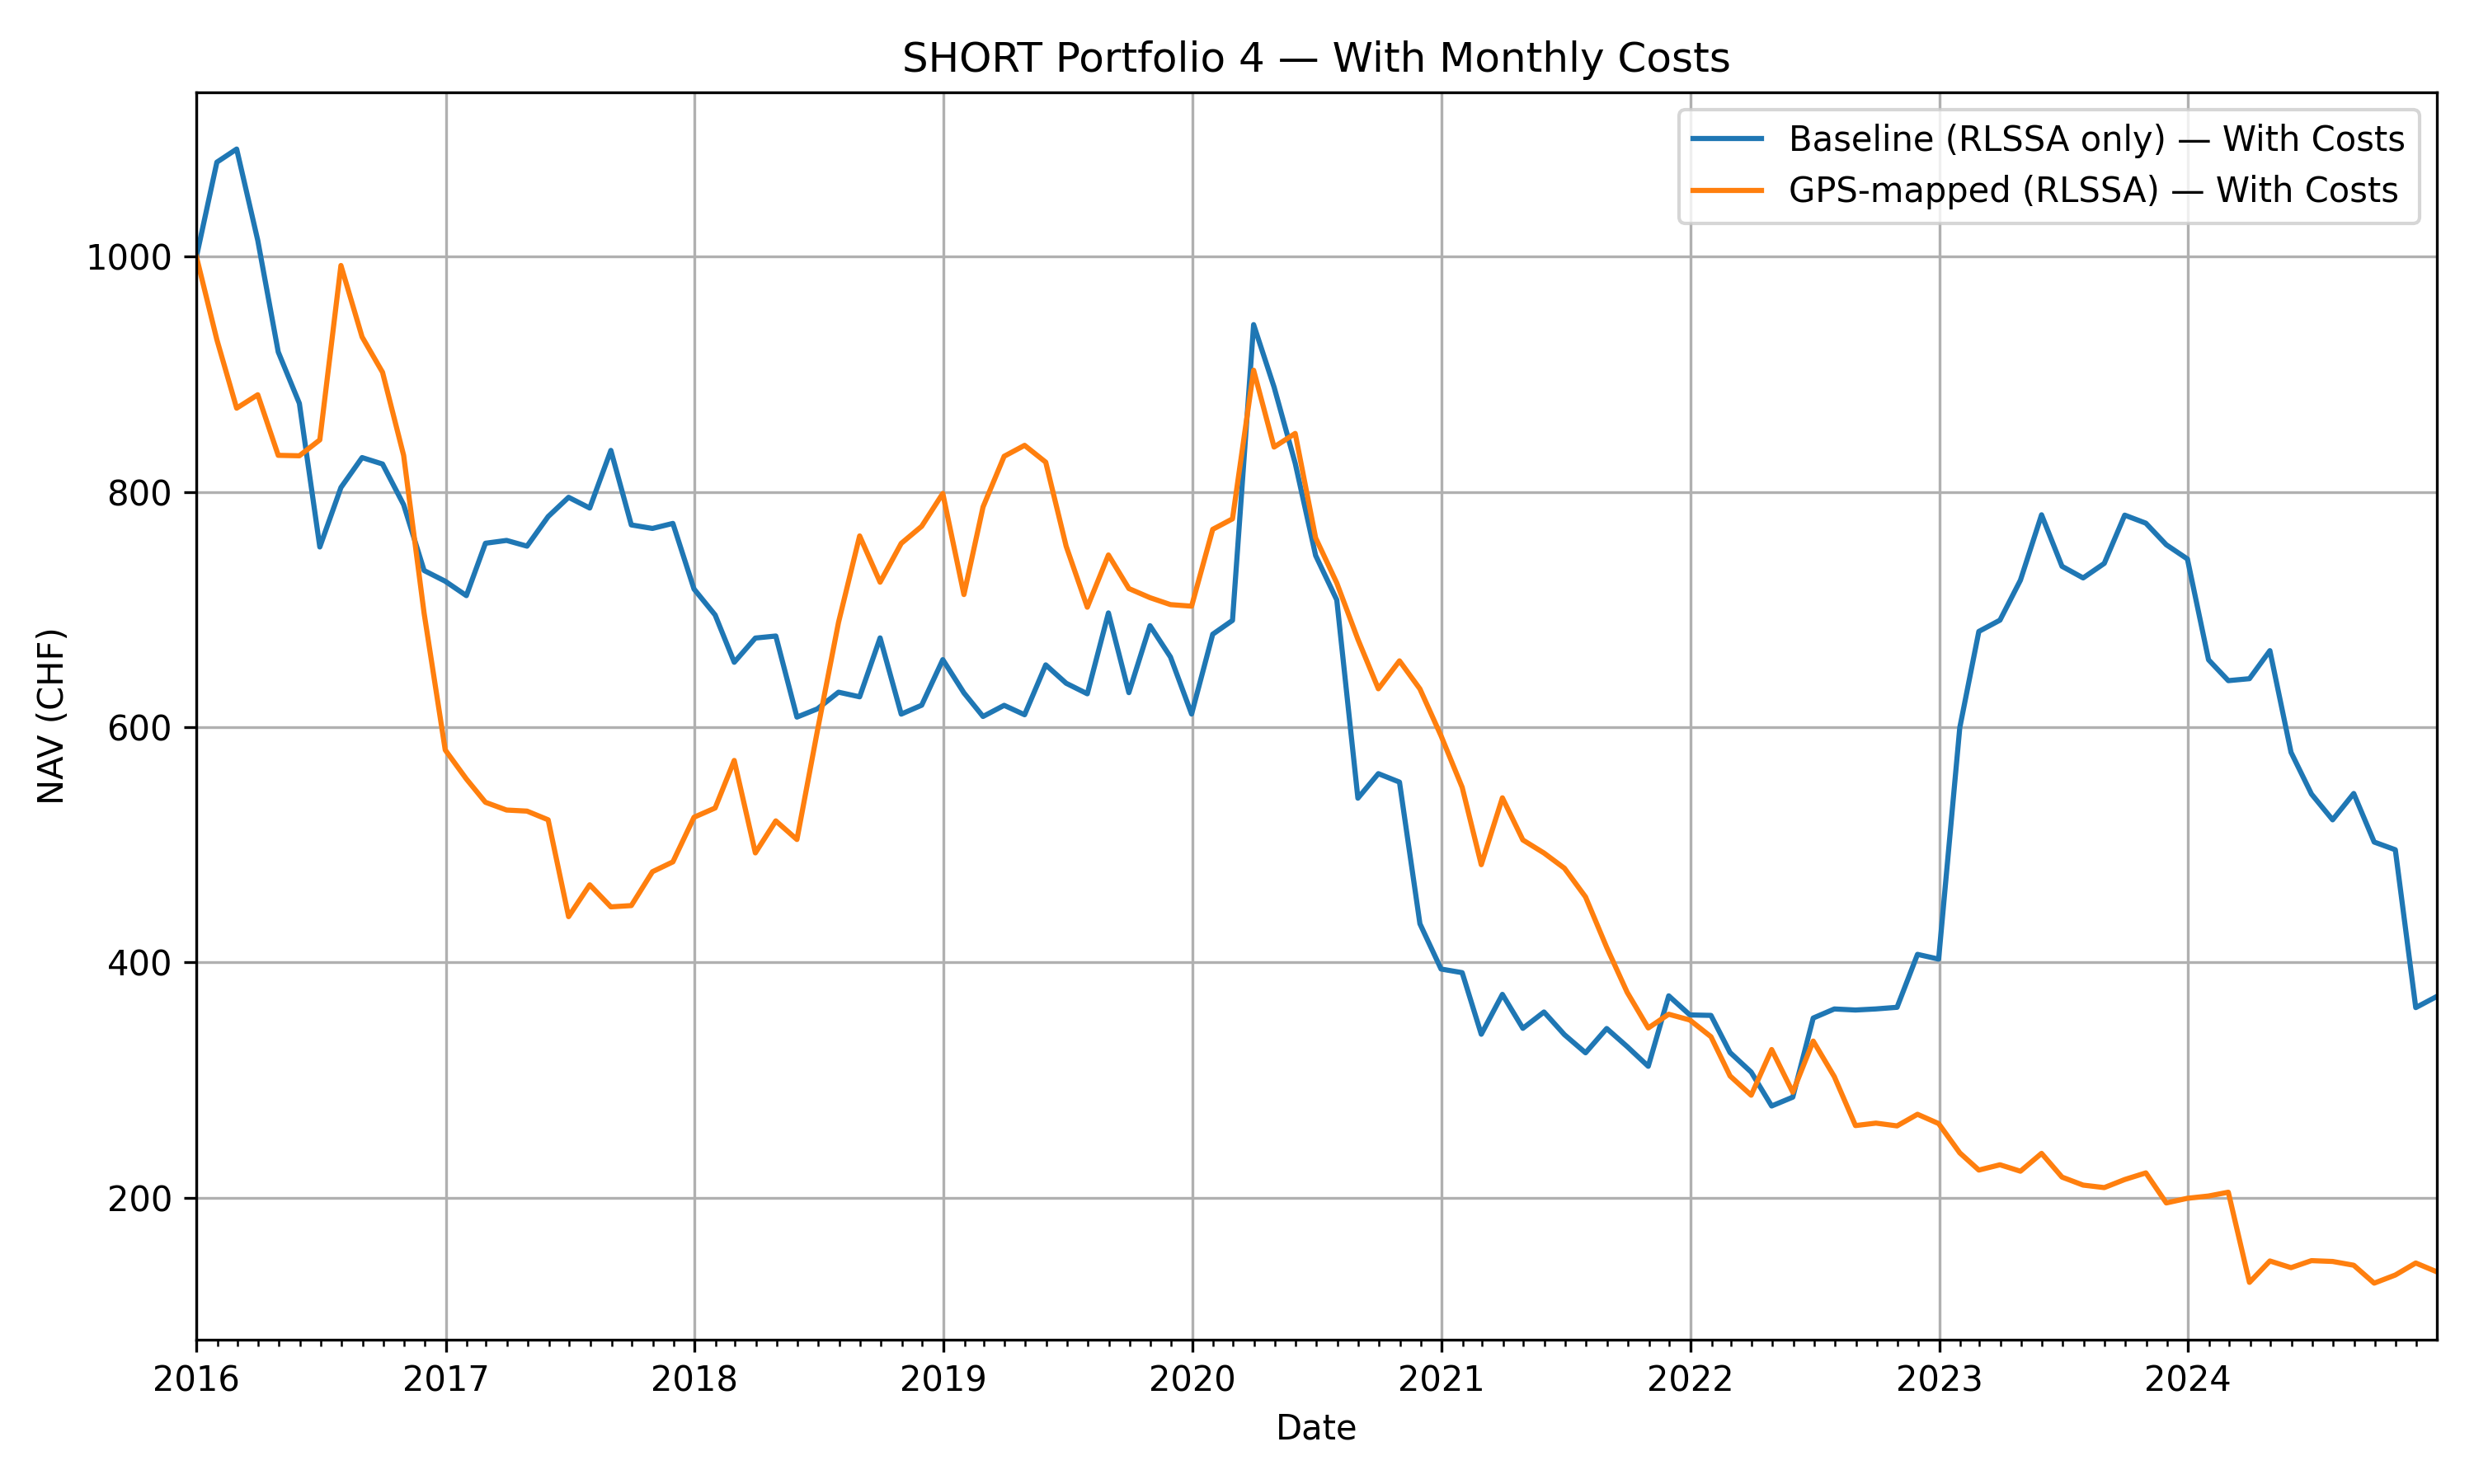 SHORT Portfolio 4 — With Monthly Costs
Baseline (RLSSA only) — With Costs
GPS-mapped (RLSSA) — With Costs
NAV (CHF)
1000
800
600
400
200
2016 2017 2018 2019 2020 2021 2022 2023 2024
Date